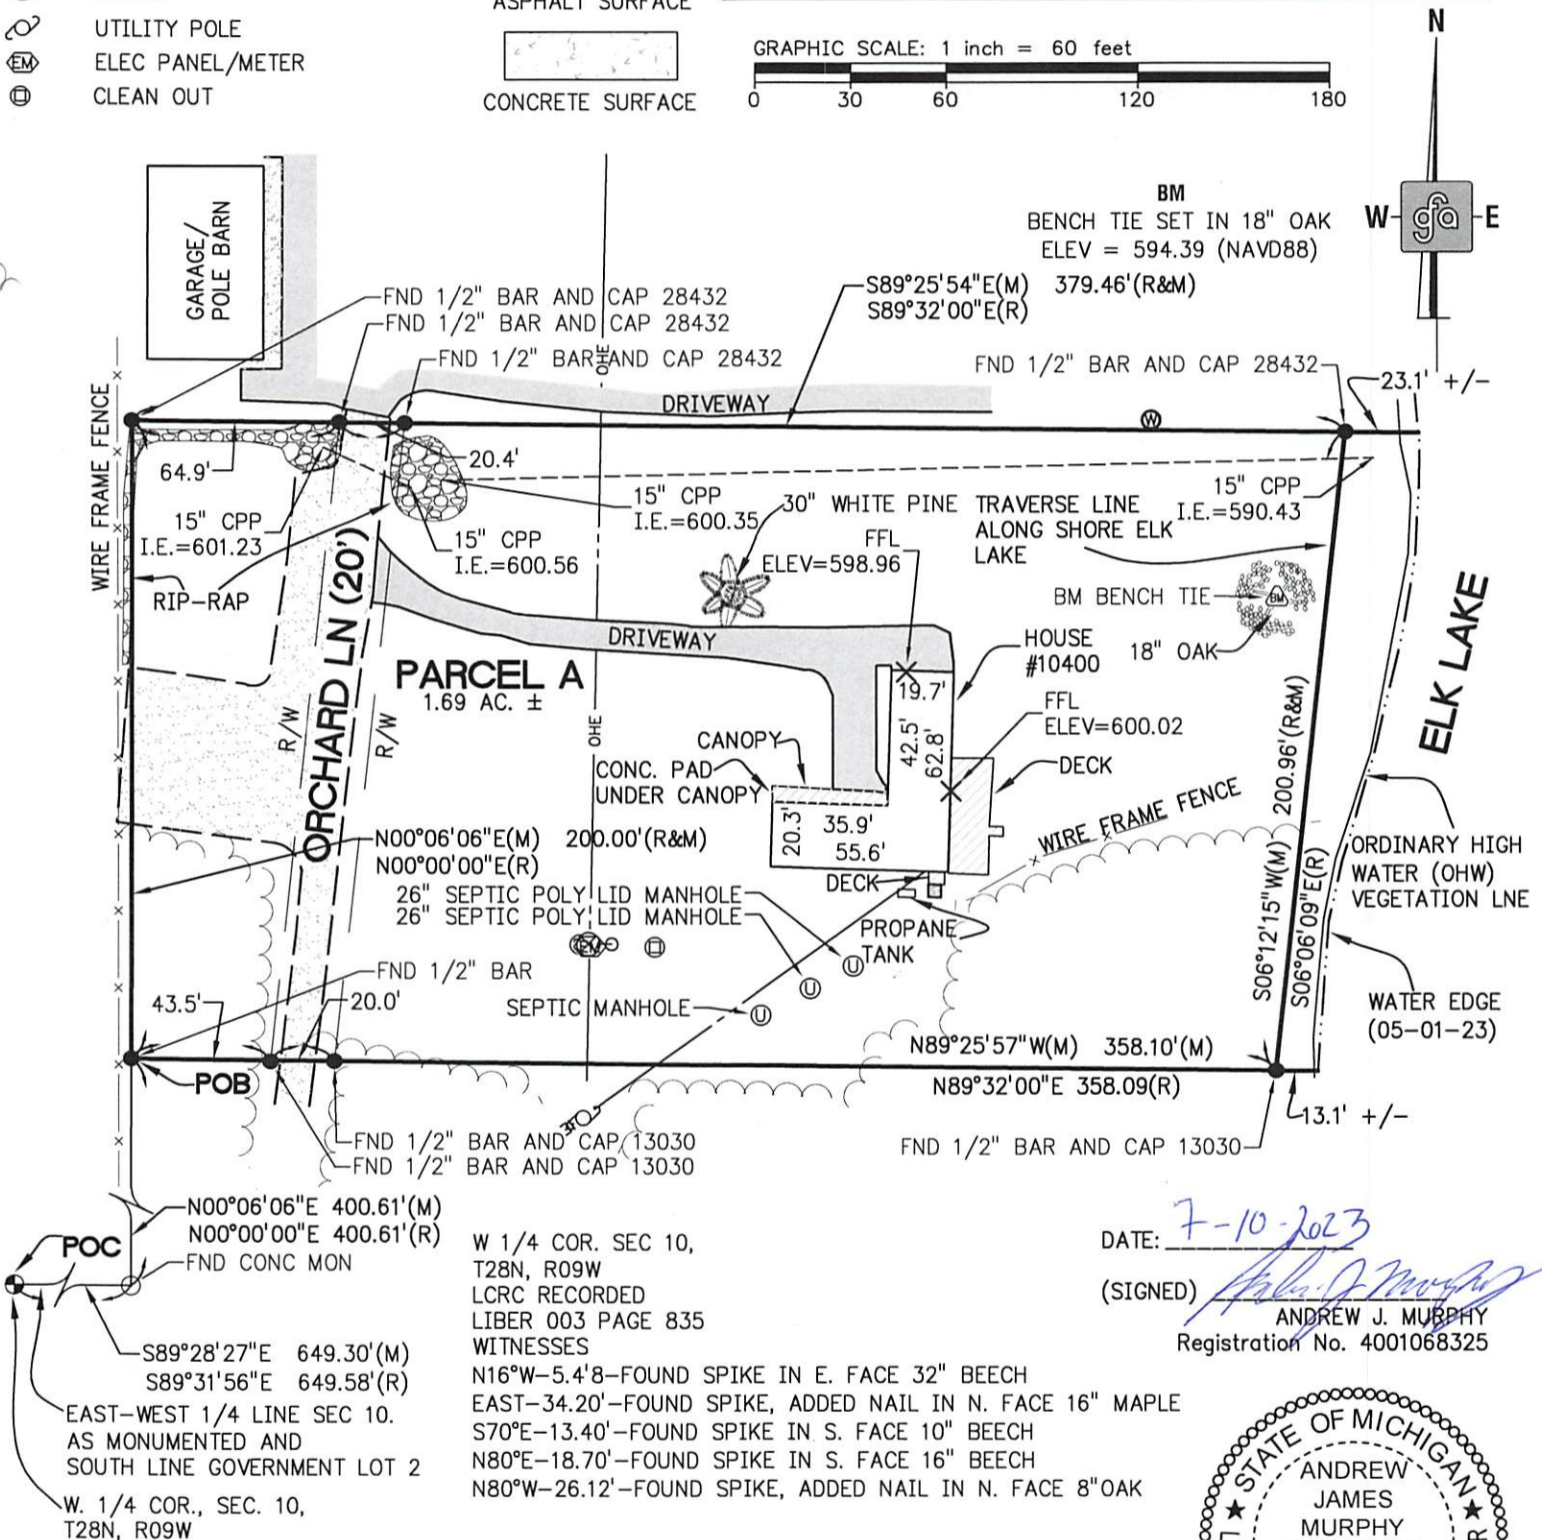 ASPHALT SURFACE
UTILITY POLE
EM
ELEC PANEL/METER
CLEAN OUT
CONCRETE SURFACE
GRAPHIC SCALE: 1 inch = 60 feet
0 30 60 120 180
N
W
gfa
E
BM
BENCH TIE SET IN 18" OAK
ELEV = 594.39 (NAVD88)
GARAGE/
POLE BARN
S89°25'54"E(M) 379.46'(R&M)
S89°32'00"E(R)
FND 1/2" BAR AND CAP 28432
FND 1/2" BAR AND CAP 28432
FND 1/2" BAR AND CAP 28432
FND 1/2" BAR AND CAP 28432
OHE
23.1' +/-
DRIVEWAY
W
WIRE FRAME FENCE
64.9'
20.4'
15" CPP
I.E.=601.23
15" CPP
I.E.=600.35
15" CPP
I.E.=600.56
30" WHITE PINE
TRAVERSE LINE
ALONG SHORE ELK
LAKE
15" CPP
I.E.=590.43
FFL
ELEV=598.96
RIP-RAP
BM BENCH TIE
BM
18" OAK
DRIVEWAY
HOUSE
#10400
ORCHARD LN (20')
PARCEL A
1.69 AC. ±
R/W
R/W
OHE
19.7'
42.5'
62.8'
FFL
ELEV=600.02
ELK LAKE
CANOPY
CONC. PAD
UNDER CANOPY
DECK
20.3'
35.9'
55.6'
WIRE FRAME FENCE
S06°12'15"W(M) 200.96'(R&M)
S06°06'09"E(R)
ORDINARY HIGH
WATER (OHW)
VEGETATION LNE
N00°06'06"E(M) 200.00'(R&M)
N00°00'00"E(R)
26" SEPTIC POLY LID MANHOLE
26" SEPTIC POLY LID MANHOLE
DECK
PROPANE
TANK
R/W
R/W
EM
U
U
U
FND 1/2" BAR
43.5'
20.0'
SEPTIC MANHOLE
WATER EDGE
(05-01-23)
N89°25'57"W(M) 358.10'(M)
N89°32'00"E 358.09(R)
POB
13.1' +/-
FND 1/2" BAR AND CAP 13030
FND 1/2" BAR AND CAP 13030
FND 1/2" BAR AND CAP 13030
N00°06'06"E 400.61'(M)
N00°00'00"E 400.61'(R)
POC
FND CONC MON
S89°28'27"E 649.30'(M)
S89°31'56"E 649.58'(R)
EAST-WEST 1/4 LINE SEC 10.
AS MONUMENTED AND
SOUTH LINE GOVERNMENT LOT 2
W. 1/4 COR., SEC. 10,
T28N, R09W
W 1/4 COR. SEC 10,
T28N, R09W
LCRC RECORDED
LIBER 003 PAGE 835
WITNESSES
N16°W-5.4'8-FOUND SPIKE IN E. FACE 32" BEECH
EAST-34.20'-FOUND SPIKE, ADDED NAIL IN N. FACE 16" MAPLE
S70°E-13.40'-FOUND SPIKE IN S. FACE 10" BEECH
N80°E-18.70'-FOUND SPIKE IN S. FACE 16" BEECH
N80°W-26.12'-FOUND SPIKE, ADDED NAIL IN N. FACE 8"OAK
DATE: 7-10-2023
(SIGNED) Andrew J Murphy
ANDREW J. MURPHY
Registration No. 4001068325
STATE OF MICHIGAN
ANDREW
JAMES
MURPHY